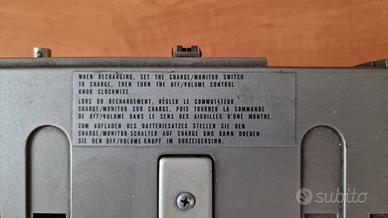 WHEN RECHARGING, SET THE CHARGE/MONITOR SWITCH
TO CHARGE, THEN TURN THE OFF/VOLUME CONTROL
KNOB CLOCKWISE.
LORS DU RECHARGEMENT, RÉGLER LE COMMUTATEUR
CHARGE/MONITOR SUR CHARGE, PUIS TOURNER LA COMMANDE
DE OFF/VOLUME DANS LE SENS DES AIGUILLES D'UNE MONTRE.
ZUM AUFLADEN DES BATTERIESATZES STELLEN SIE DEN
CHARGE/MONITOR-SCHALTER AUF CHARGE UND DANN DREHEN
SIE DEN OFF/VOLUME-KNOPF IM UHRZEIGERSINN.
subito